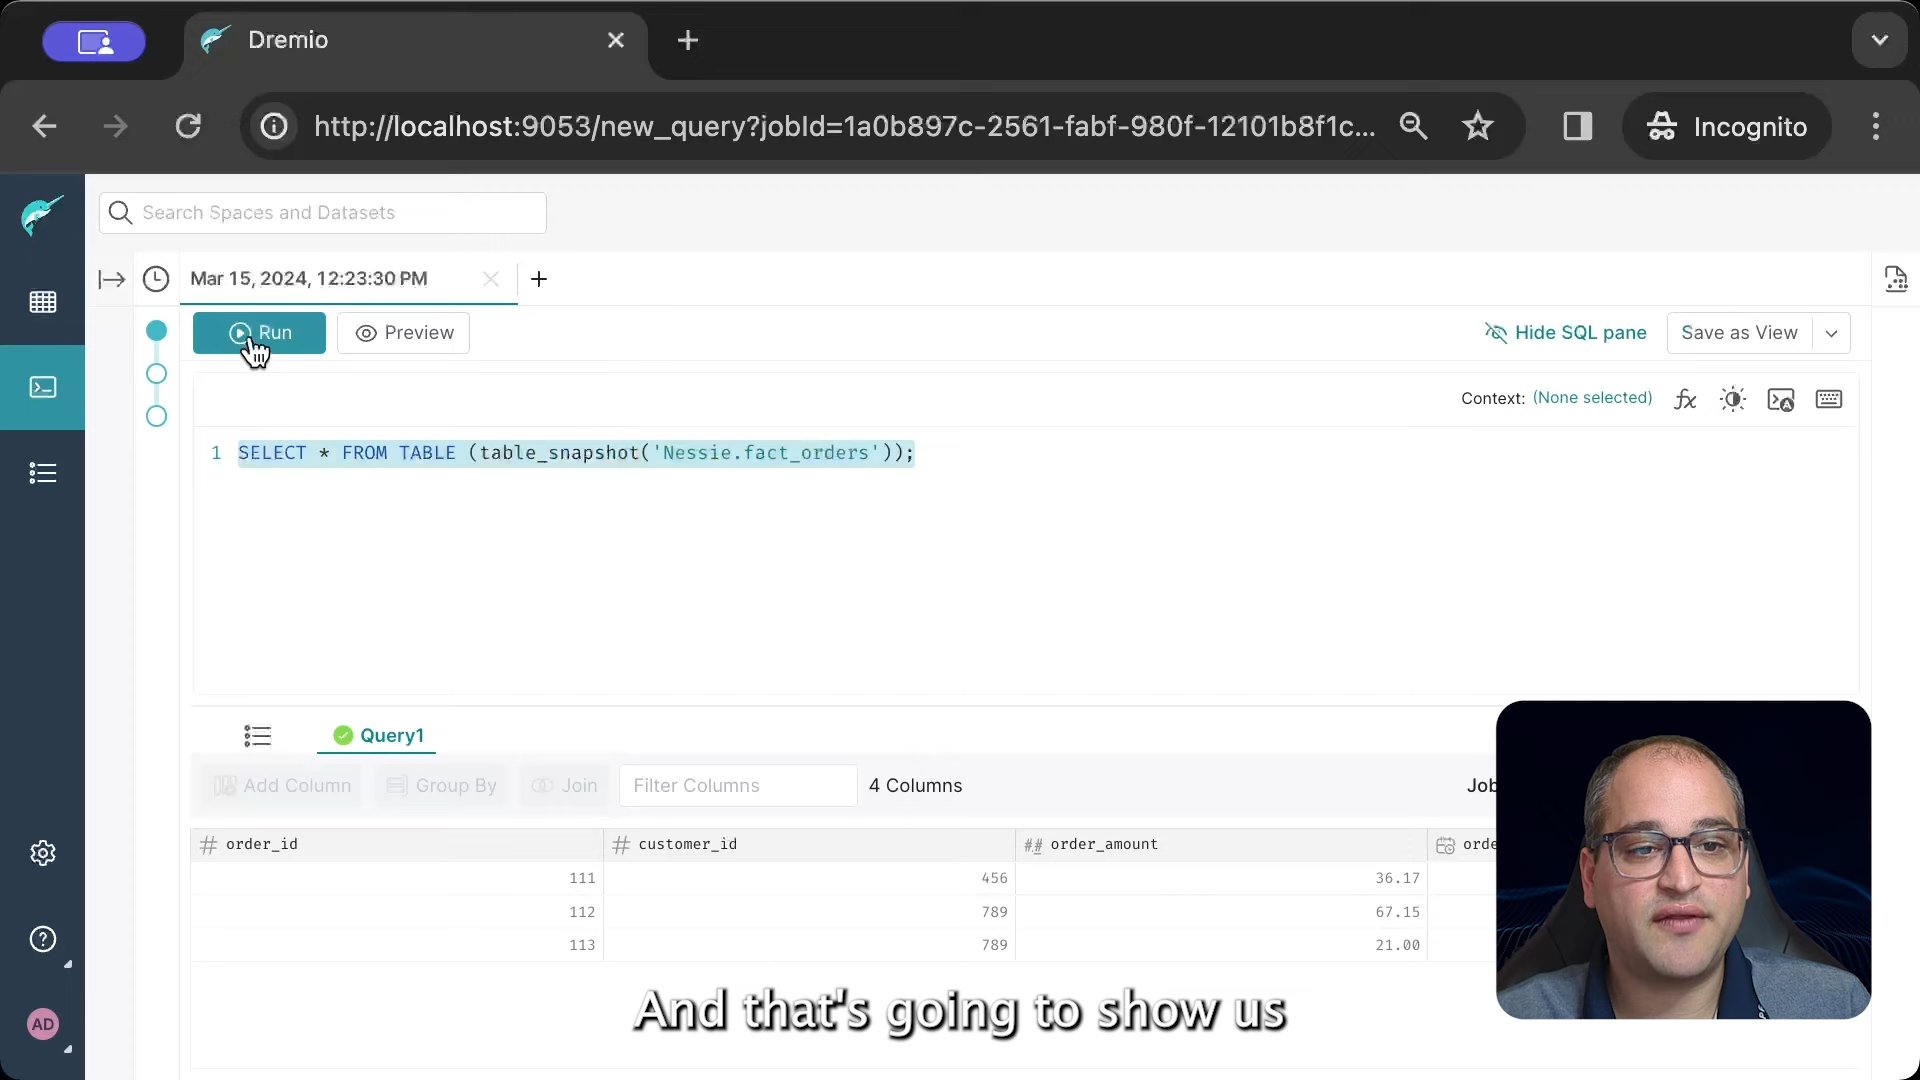 Dremio
http://localhost:9053/new_query?jobId=1a0b897c-2561-fabf-980f-12101b8f1c...
Incognito
Search Spaces and Datasets
Mar 15, 2024, 12:23:30 PM
Run
Preview
Hide SQL pane
Save as View
Context: (None selected)
fx
1 SELECT * FROM TABLE (table_snapshot('Nessie.fact_orders'));
Query1
Add Column
Group By
Join
Filter Columns
4 Columns
Job
# order_id
# customer_id
## order_amount
orde
111 456 36.17
112 789 67.15
113 789 21.00
AD
And that's going to show us